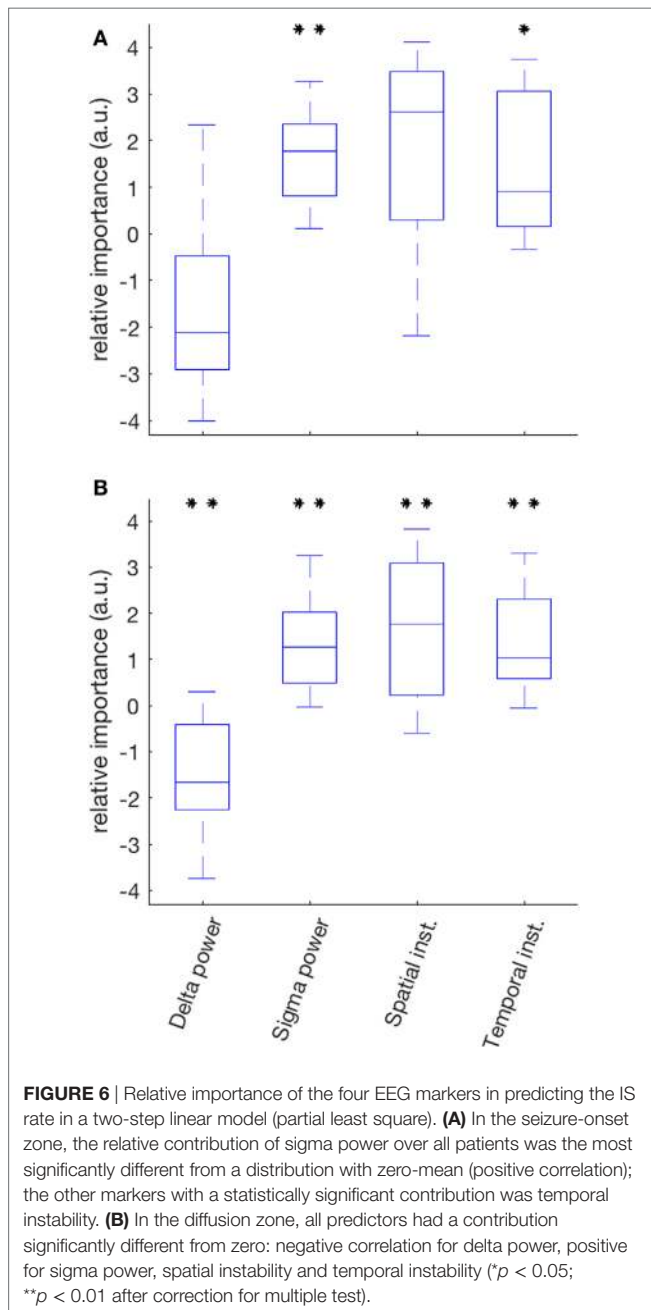 A
* *
*
relative importance (a.u.)
4
3
2
1
0
-1
-2
-3
-4
B
* *
* *
* *
* *
relative importance (a.u.)
4
3
2
1
0
-1
-2
-3
-4
Delta power
Sigma power
Spatial inst.
Temporal inst.
FIGURE 6 | Relative importance of the four EEG markers in predicting the IS
rate in a two-step linear model (partial least square). (A) In the seizure-onset
zone, the relative contribution of sigma power over all patients was the most
significantly different from a distribution with zero-mean (positive correlation);
the other markers with a statistically significant contribution was temporal
instability. (B) In the diffusion zone, all predictors had a contribution
significantly different from zero: negative correlation for delta power, positive
for sigma power, spatial instability and temporal instability (*p < 0.05;
**p < 0.01 after correction for multiple test).